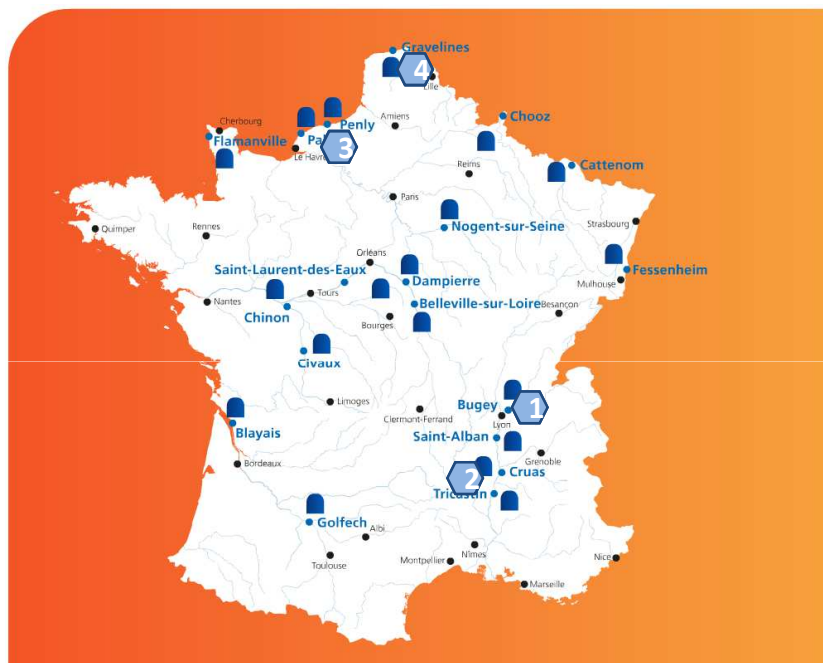 Gravelines
4
Lille
Chooz
Cherbourg
Penly
Amiens
Flamanville
3
Le Havre
Reims
Cattenom
Paris
Nogent-sur-Seine
Strasbourg
Quimper
Rennes
Orléans
Saint-Laurent-des-Eaux
Dampierre
Fessenheim
Mulhouse
Tours
Belleville-sur-Loire
Besançon
Nantes
Chinon
Bourges
Civaux
Limoges
Clermont-Ferrand
Bugey
1
Lyon
Blayais
Saint-Alban
Grenoble
Bordeaux
2
Cruas
Tricastin
Golfech
Albi
Nîmes
Toulouse
Montpellier
Nice
Marseille